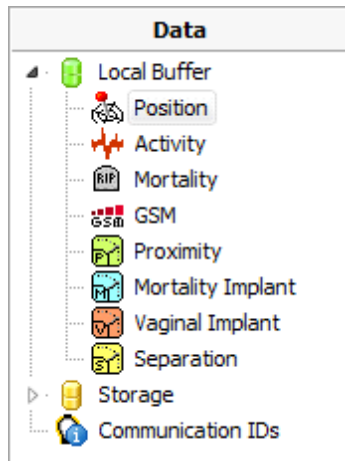 Data
Local Buffer
Position
Activity
RIP Mortality
GSM GSM
P Proximity
M Mortality Implant
V Vaginal Implant
S Separation
Storage
i Communication IDs